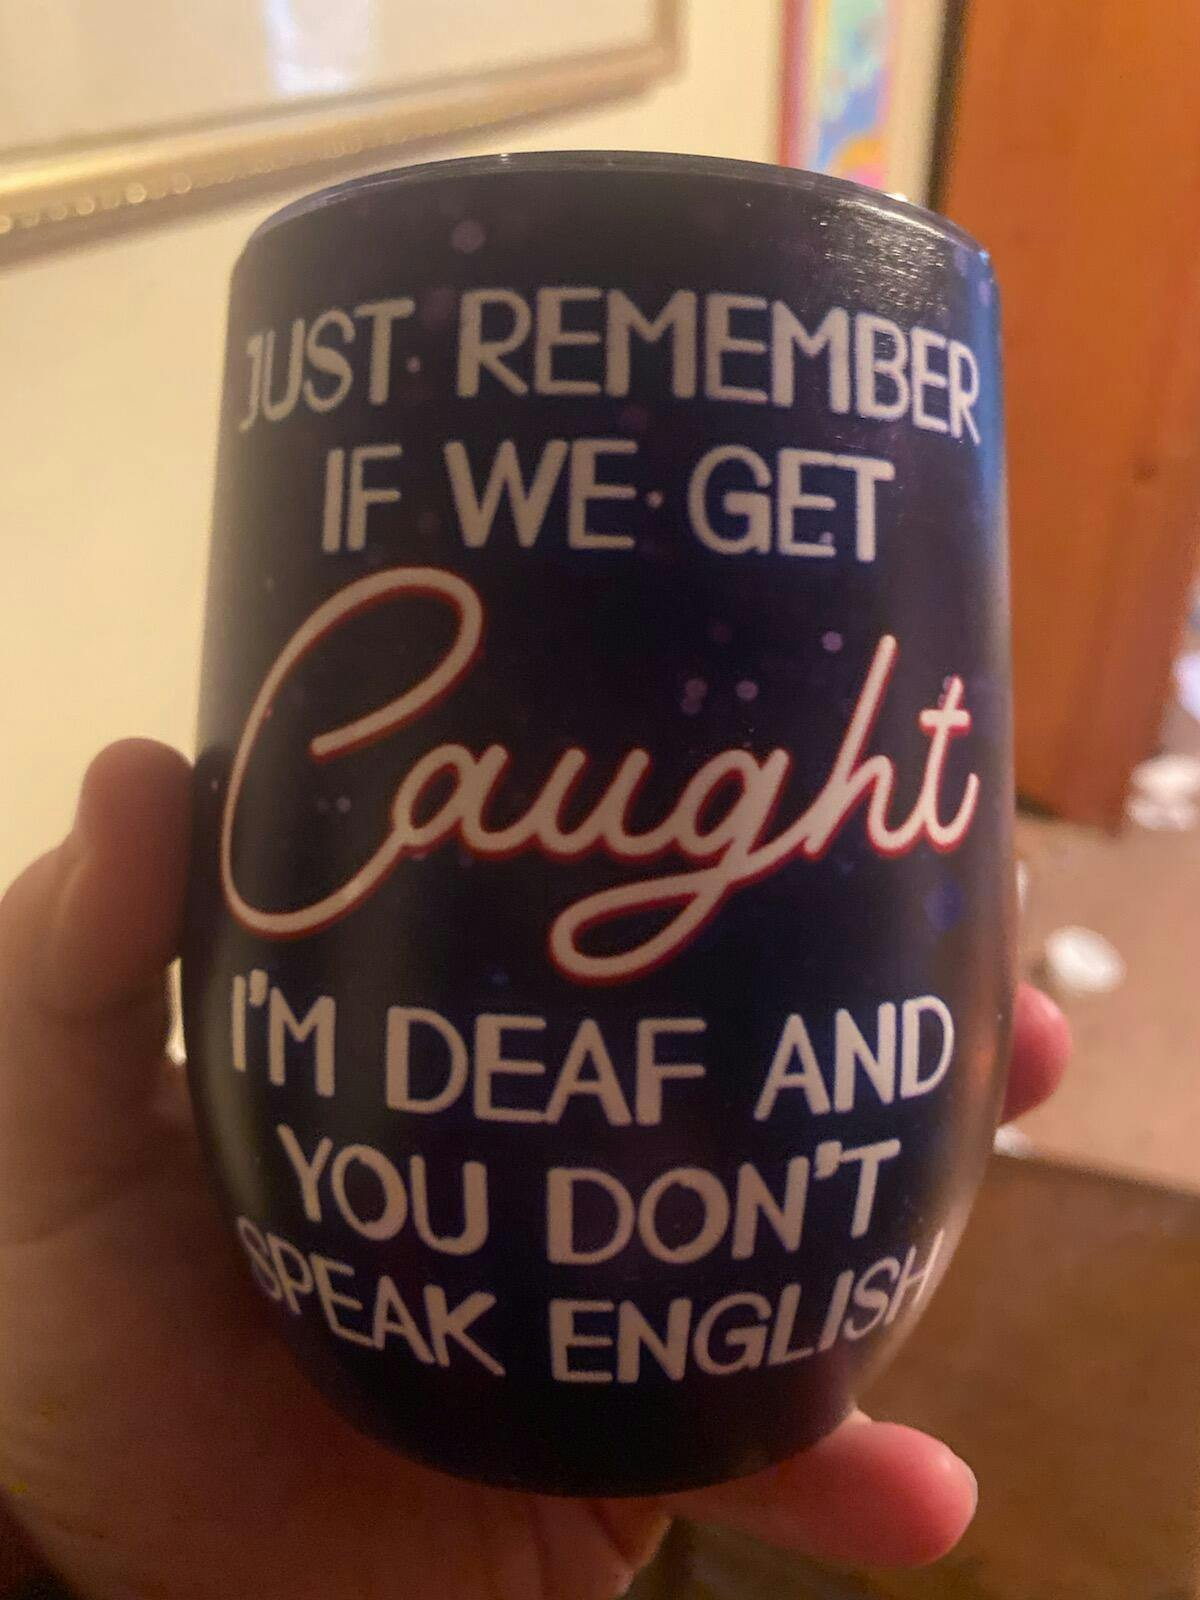 JUST REMEMBER
IF WE GET
Caught
I'M DEAF AND
YOU DON'T
SPEAK ENGLISH